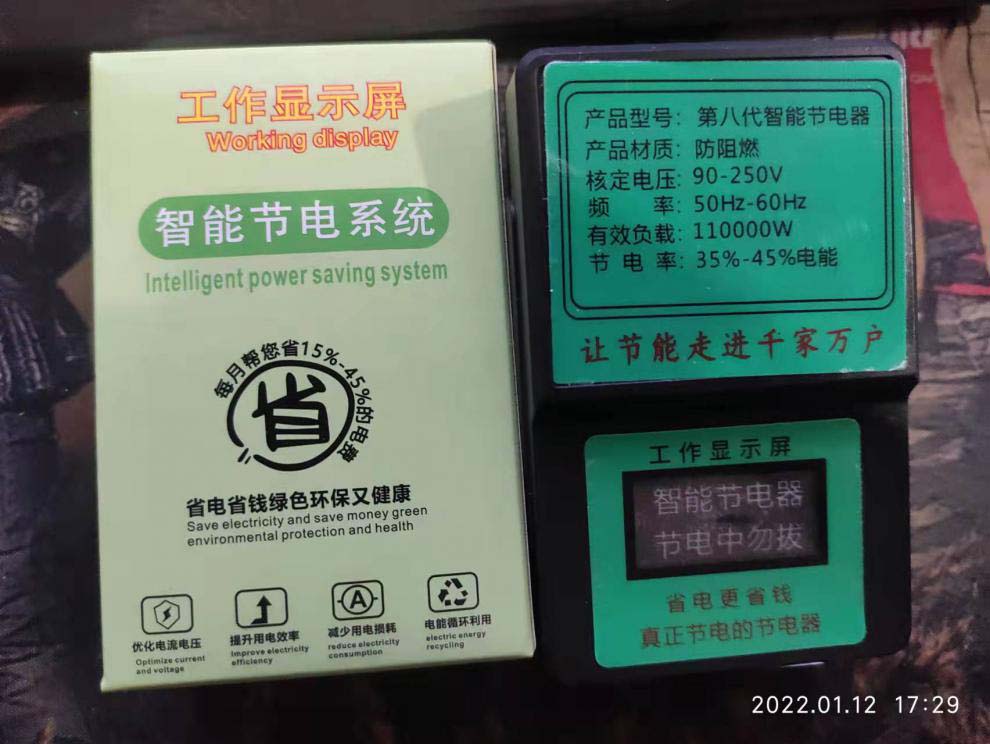 工作显示屏
Working display
智能节电系统
Intelligent power saving system
每月帮您省15%-45%的电费
省
省电省钱绿色环保又健康
Save electricity and save money green
environmental protection and health
优化电流电压
Optimize current
and voltage
提升用电效率
Improve electricity
efficiency
A
减少用电损耗
reduce electricity
consumption
电能循环利用
electric energy
recycling
产品型号: 第八代智能节电器
产品材质: 防阻燃
核定电压: 90-250V
频 率: 50Hz-60Hz
有效负载: 110000W
节 电 率: 35%-45%电能
让节能走进千家万户
工作显示屏
智能节电器
节电中勿拔
省电更省钱
真正节电的节电器
2022.01.12 17:29